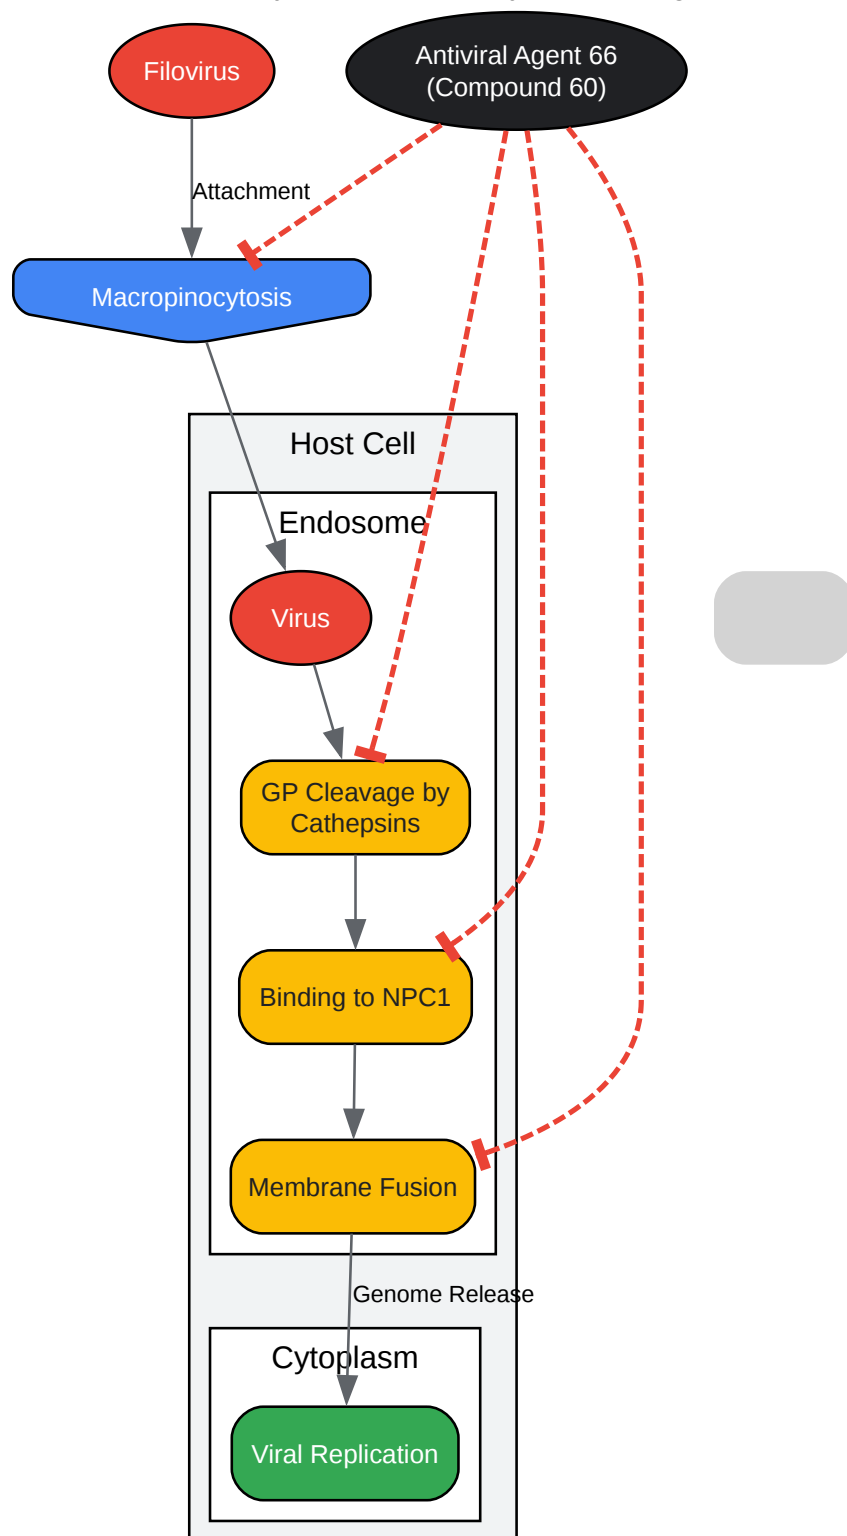 Filovirus
Antiviral Agent 66
(Compound 60)
Attachment
Macropinocytosis
Host Cell
Endosome
Virus
GP Cleavage by
Cathepsins
Binding to NPC1
Membrane Fusion
Genome Release
Cytoplasm
Viral Replication